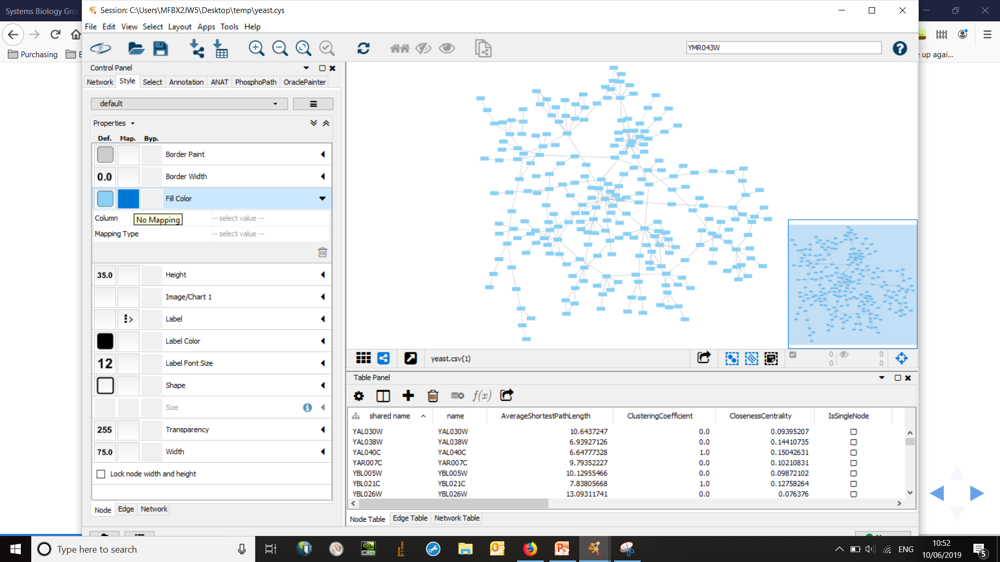 Systems Biology Gro
Session: C:\Users\MFBX2JW5\Desktop\temp\yeast.cys
File Edit View Select Layout Apps Tools Help
Purchasing
YMR043W
?
e up agai...
Control Panel
Network Style Select Annotation ANAT PhosphoPath OraclePainter
default
Properties
Def. Map. Byp.
Border Paint
0.0 Border Width
Fill Color
Column -- select value --
No Mapping
Mapping Type -- select value --
35.0 Height
Image/Chart 1
Label
Label Color
12 Label Font Size
Shape
Size
255 Transparency
75.0 Width
Lock node width and height
Node Edge Network
yeast.csv(1)
0 0
0 0
Table Panel
f(x)
shared name name AverageShortestPathLength ClusteringCoefficient ClosenessCentrality IsSingleNode
YAL030W YAL030W 10.6437247 0.0 0.09395207
YAL038W YAL038W 6.93927126 0.0 0.14410735
YAL040C YAL040C 6.64777328 1.0 0.15042631
YAR007C YAR007C 9.79352227 0.0 0.10210831
YBL005W YBL005W 10.12955466 0.0 0.09872102
YBL021C YBL021C 7.83805668 1.0 0.12758264
YBL026W YBL026W 13.09311741 0.0 0.076376
Node Table Edge Table Network Table
Type here to search
ENG
10:52
10/06/2019
5